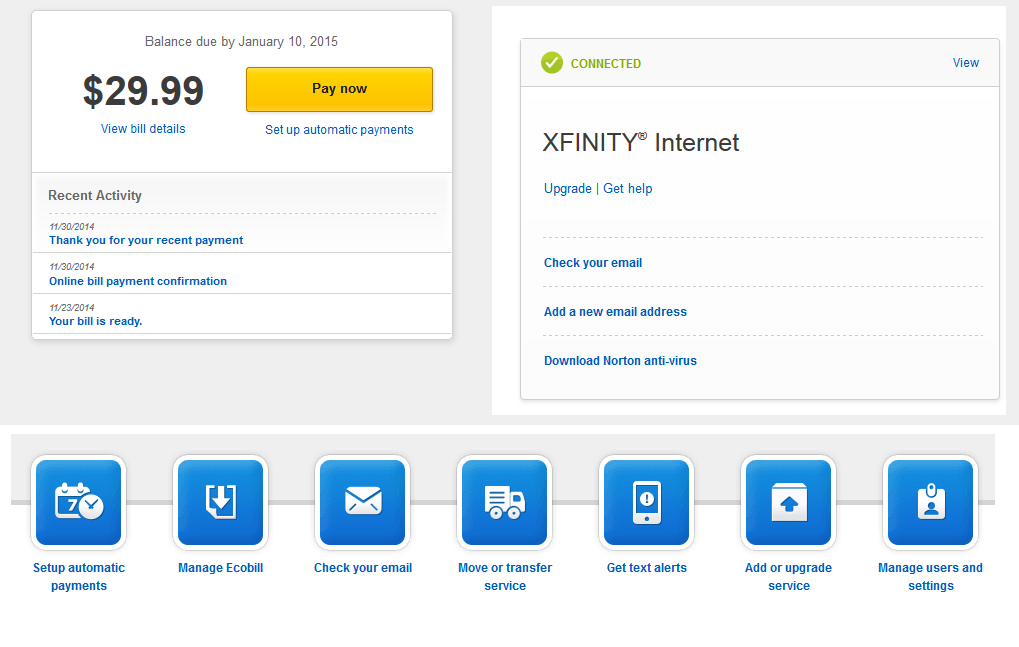 Balance due by January 10, 2015
$29.99
Pay now
View bill details
Set up automatic payments
Recent Activity
11/30/2014
Thank you for your recent payment
11/30/2014
Online bill payment confirmation
11/23/2014
Your bill is ready.
CONNECTED
View
XFINITY® Internet
Upgrade | Get help
Check your email
Add a new email address
Download Norton anti-virus
7
Setup automatic
payments
Manage Ecobill
Check your email
Move or transfer
service
Get text alerts
Add or upgrade
service
Manage users and
settings